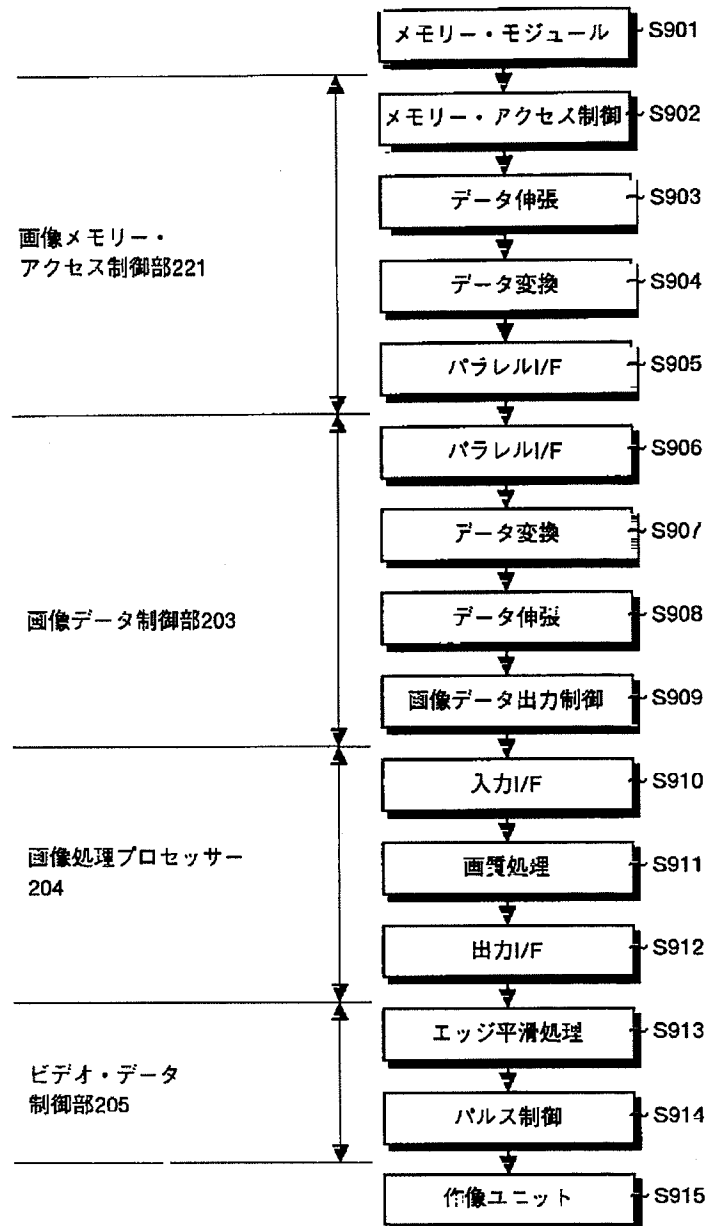 メモリー・モジュール S901
メモリー・アクセス制御 S902
データ伸張 S903
データ変換 S904
パラレルI/F S905
画像メモリー・
アクセス制御部221
パラレルI/F S906
データ変換 S907
データ伸張 S908
画像データ出力制御 S909
画像データ制御部203
入力I/F S910
画質処理 S911
出力I/F S912
画像処理プロセッサー
204
エッジ平滑処理 S913
パルス制御 S914
ビデオ・データ
制御部205
作像ユニット S915